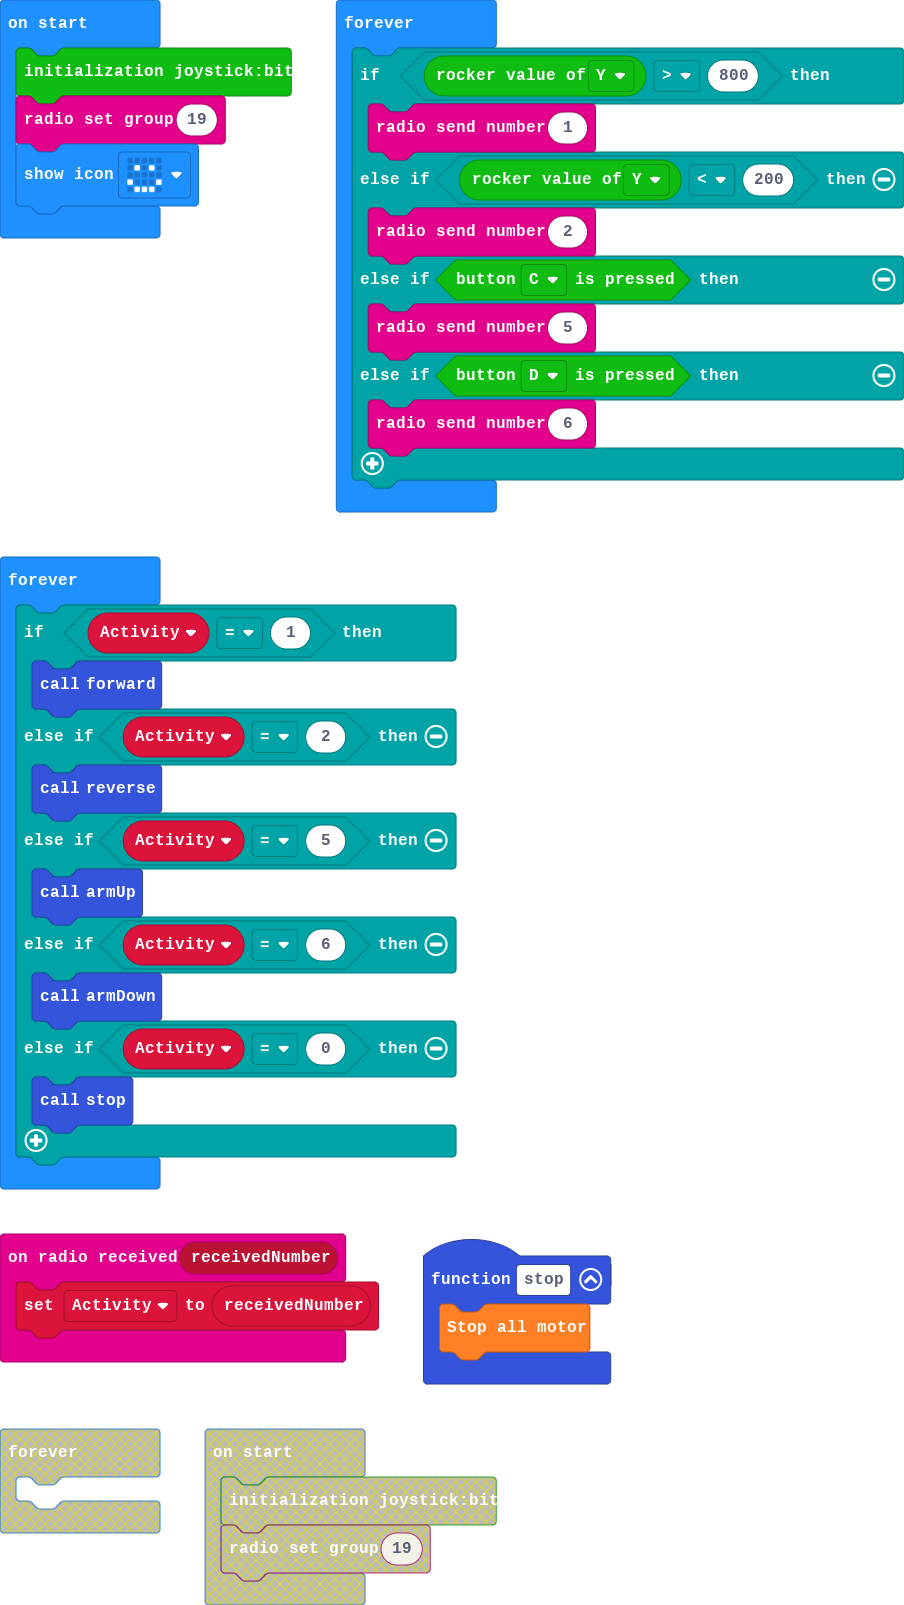 on start
initialization joystick:bit
radio set group 19
show icon
forever
if rocker value of Y > 800 then
radio send number 1
else if rocker value of Y < 200 then
radio send number 2
else if button C is pressed then
radio send number 5
else if button D is pressed then
radio send number 6
forever
if Activity = 1 then
call forward
else if Activity = 2 then
call reverse
else if Activity = 5 then
call armUp
else if Activity = 6 then
call armDown
else if Activity = 0 then
call stop
on radio received receivedNumber
set Activity to receivedNumber
function stop
Stop all motor
forever
on start
initialization joystick:bit
radio set group 19